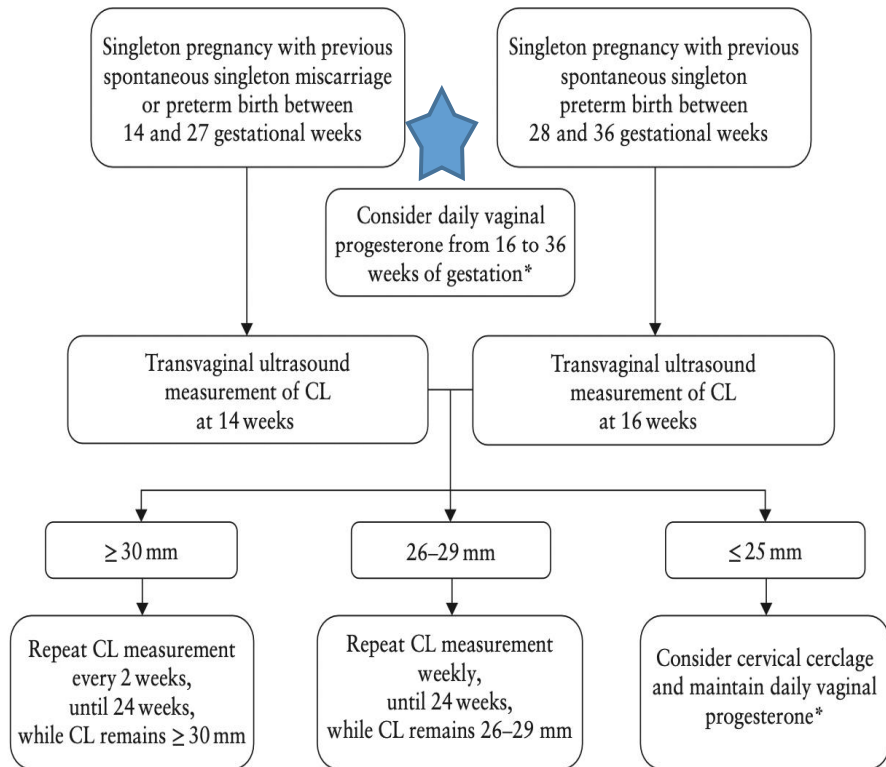 Singleton pregnancy with previous
spontaneous singleton miscarriage
or preterm birth between
14 and 27 gestational weeks
Singleton pregnancy with previous
spontaneous singleton
preterm birth between
28 and 36 gestational weeks
Consider daily vaginal
progesterone from 16 to 36
weeks of gestation*
Transvaginal ultrasound
measurement of CL
at 14 weeks
Transvaginal ultrasound
measurement of CL
at 16 weeks
≥ 30 mm
26–29 mm
≤ 25 mm
Repeat CL measurement
every 2 weeks,
until 24 weeks,
while CL remains ≥ 30 mm
Repeat CL measurement
weekly,
until 24 weeks,
while CL remains 26–29 mm
Consider cervical cerclage
and maintain daily vaginal
progesterone*